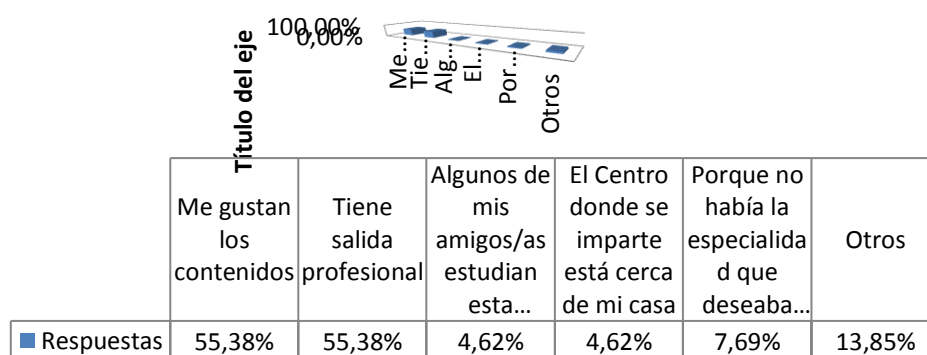 100,00%
0,00%
Título del eje
Me…
Tie…
Alg…
El…
Por…
Otros
Me gustan
los
contenidos
Tiene
salida
profesional
Algunos de
mis
amigos/as
estudian
esta…
El Centro
donde se
imparte
está cerca
de mi casa
Porque no
había la
especialida
d que
deseaba…
Otros
Respuestas 55,38% 55,38% 4,62% 4,62% 7,69% 13,85%